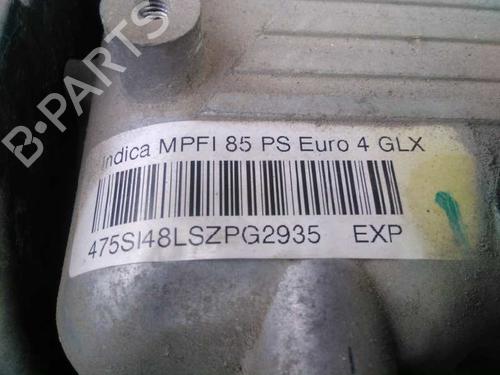 Indica MPFI 85 PS Euro 4 GLX
475SI48LSZPG2935 EXP
B-PARTS